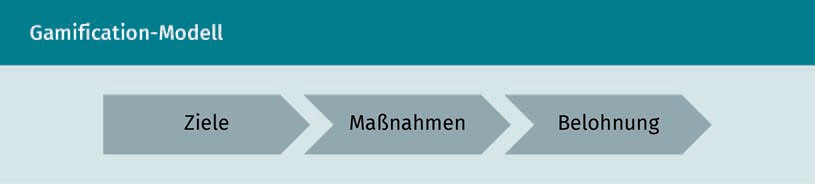 Gamification-Modell
Ziele
Maßnahmen
Belohnung